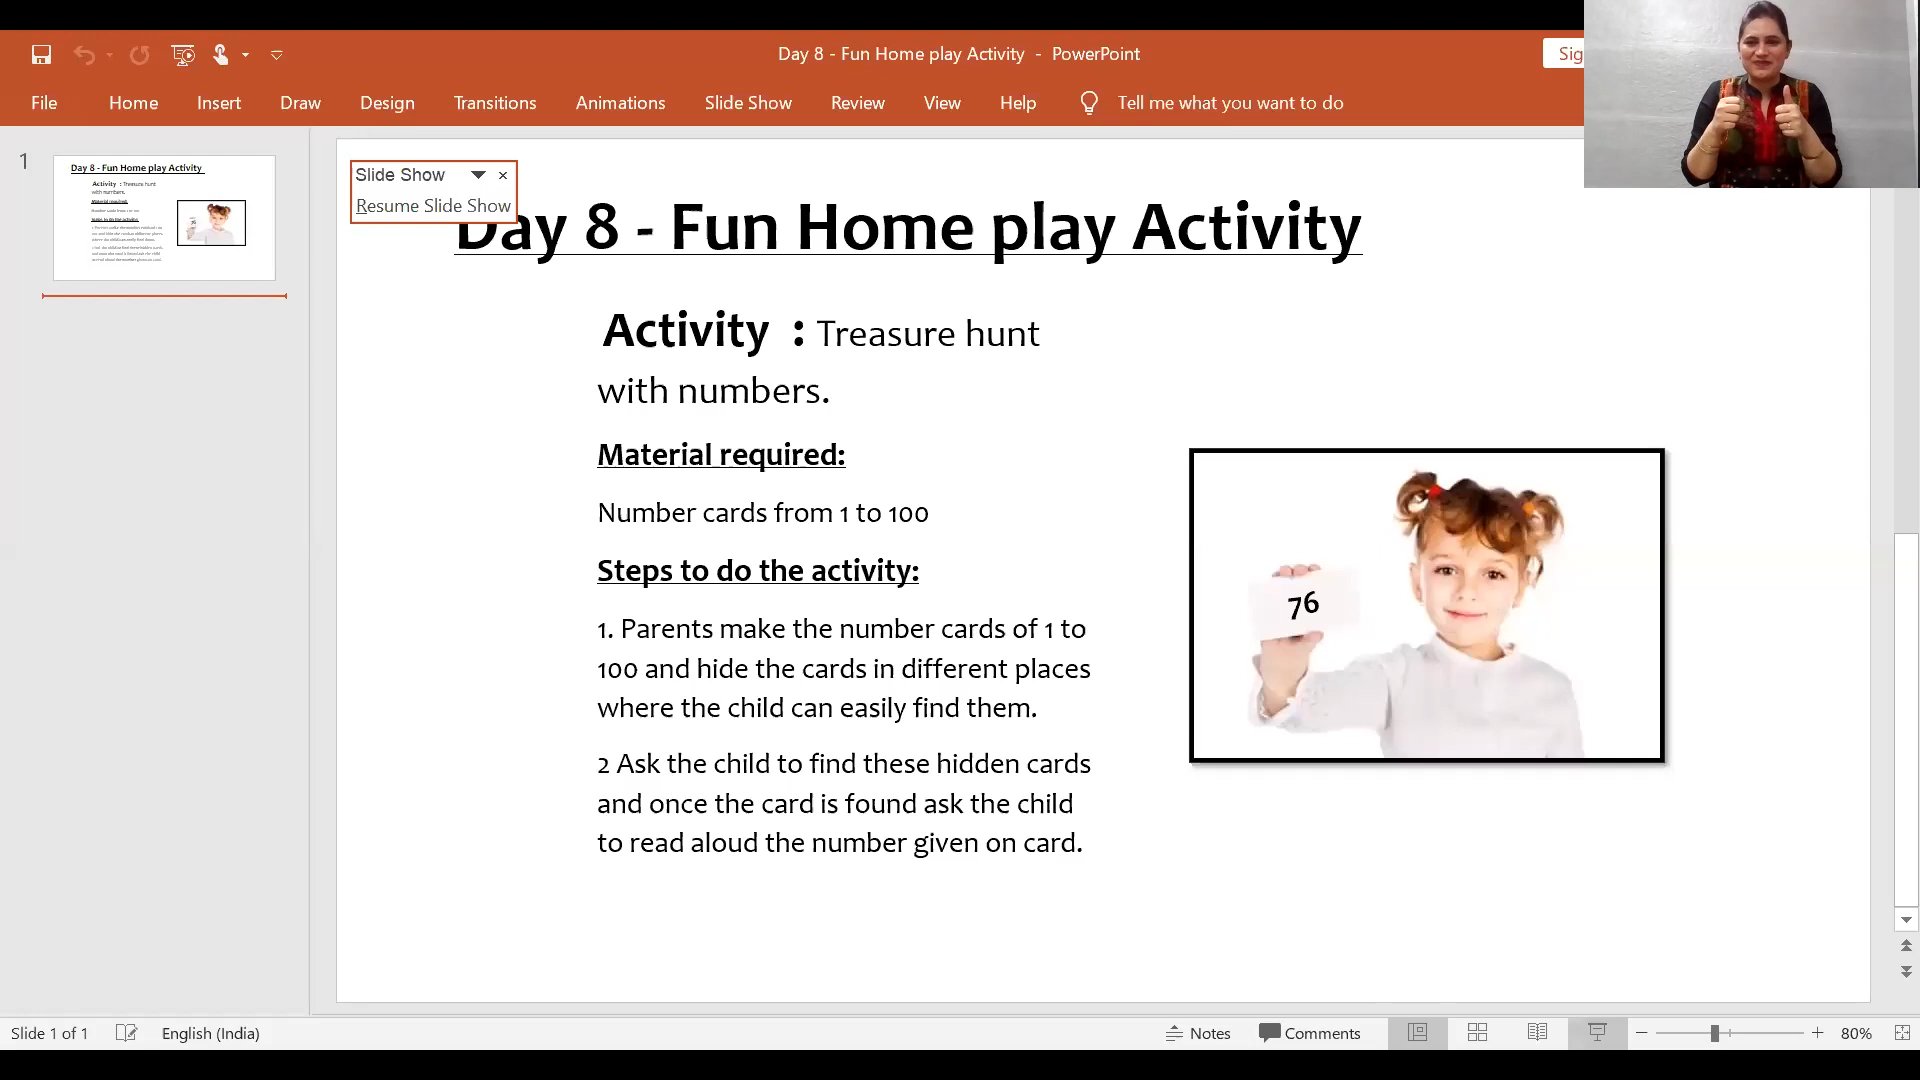 Day 8 - Fun Home play Activity - PowerPoint
Sig
File Home Insert Draw Design Transitions Animations Slide Show Review View Help Tell me what you want to do
1
Day 8 - Fun Home play Activity
Activity : Treasure hunt
with numbers.
Material required:
Number cards from 1 to 100
Steps to do the activity:
Slide Show
Resume Slide Show
Day 8 - Fun Home play Activity
Activity : Treasure hunt
with numbers.
Material required:
Number cards from 1 to 100
Steps to do the activity:
1. Parents make the number cards of 1 to
100 and hide the cards in different places
where the child can easily find them.
2 Ask the child to find these hidden cards
and once the card is found ask the child
to read aloud the number given on card.
76
Slide 1 of 1 English (India) Notes Comments 80%